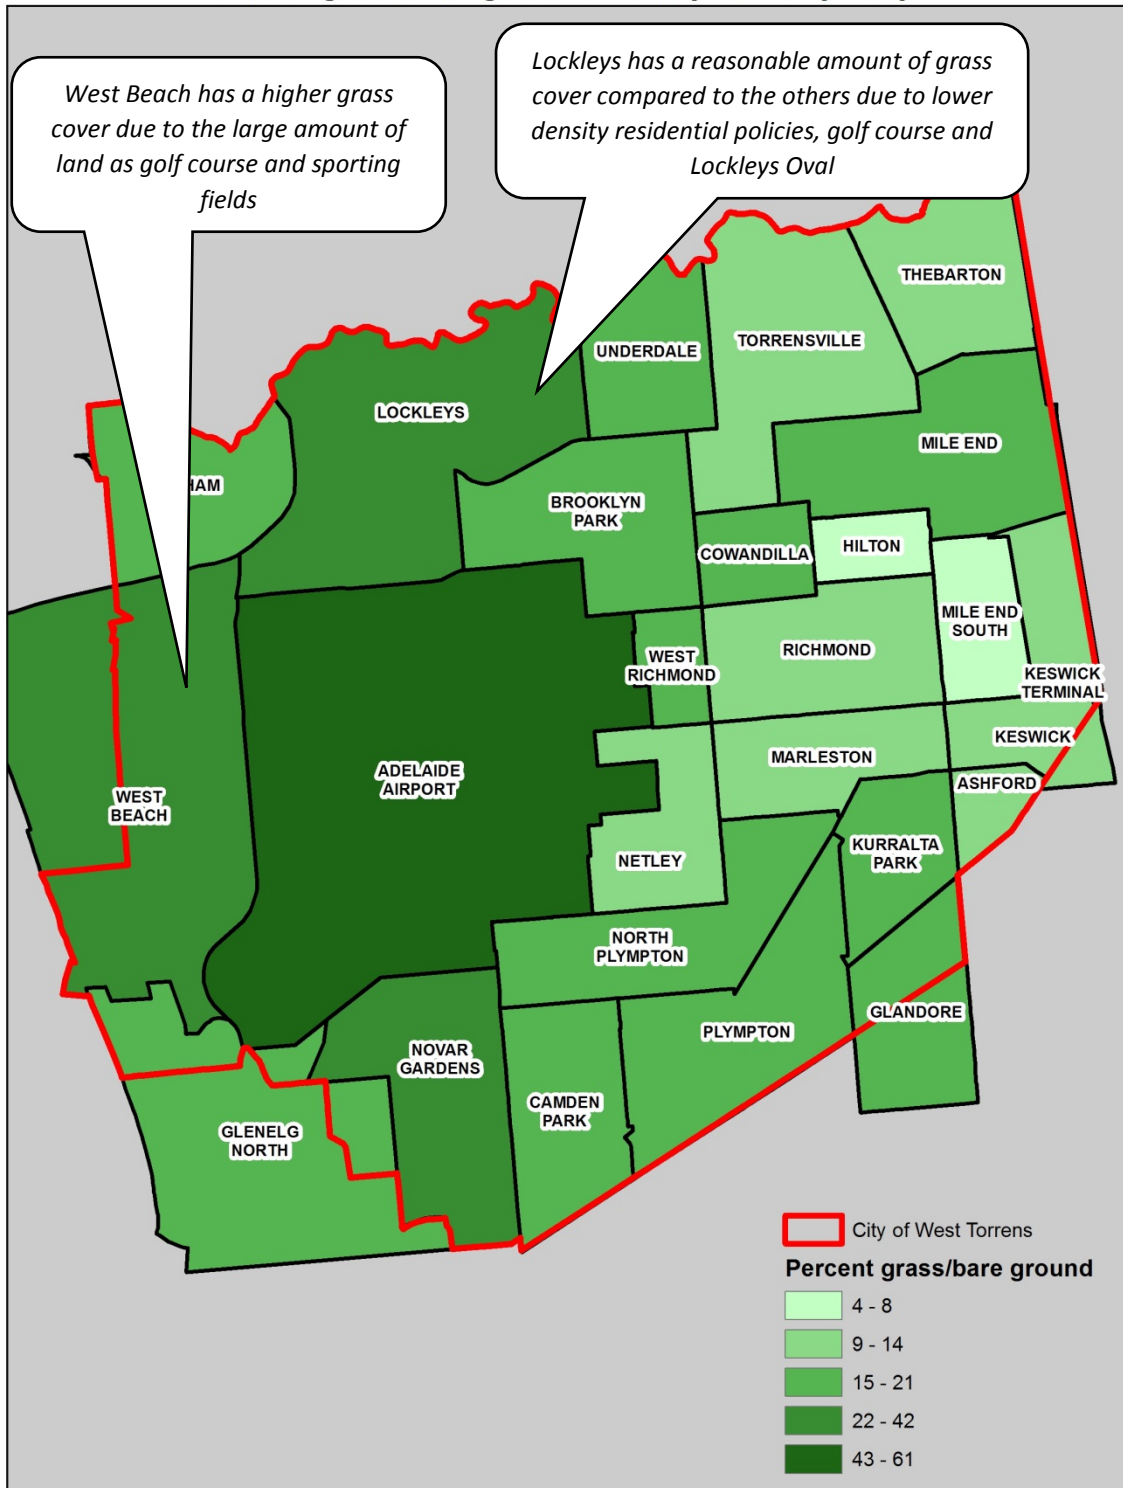 West Beach has a higher grass
cover due to the large amount of
land as golf course and sporting
fields
Lockleys has a reasonable amount of grass
cover compared to the others due to lower
density residential policies, golf course and
Lockleys Oval
THEBARTON
TORRENSVILLE
UNDERDALE
LOCKLEYS
MILE END
HAM
BROOKLYN
PARK
COWANDILLA
HILTON
MILE END
SOUTH
WEST
RICHMOND
RICHMOND
KESWICK
TERMINAL
KESWICK
MARLESTON
ADELAIDE
AIRPORT
ASHFORD
WEST
BEACH
KURRALTA
PARK
NETLEY
NORTH
PLYMPTON
GLANDORE
PLYMPTON
NOVAR
GARDENS
CAMDEN
PARK
GLENELG
NORTH
City of West Torrens
Percent grass/bare ground
4 - 8
9 - 14
15 - 21
22 - 42
43 - 61